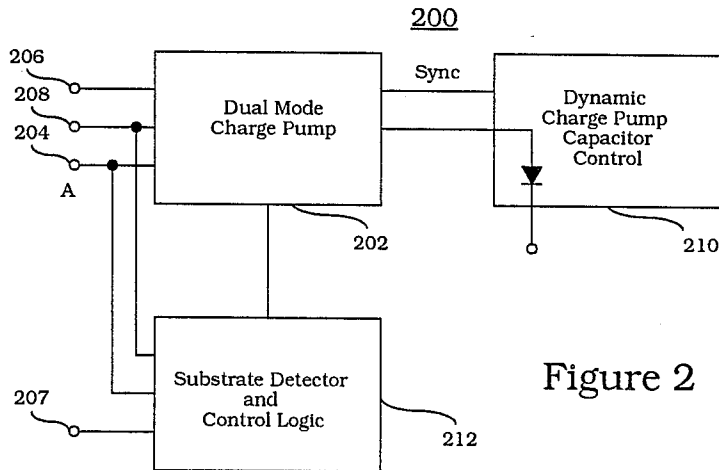 200
206
208
204
A
Dual Mode
Charge Pump
Sync
Dynamic
Charge Pump
Capacitor
Control
202
210
207
Substrate Detector
and
Control Logic
212
Figure 2